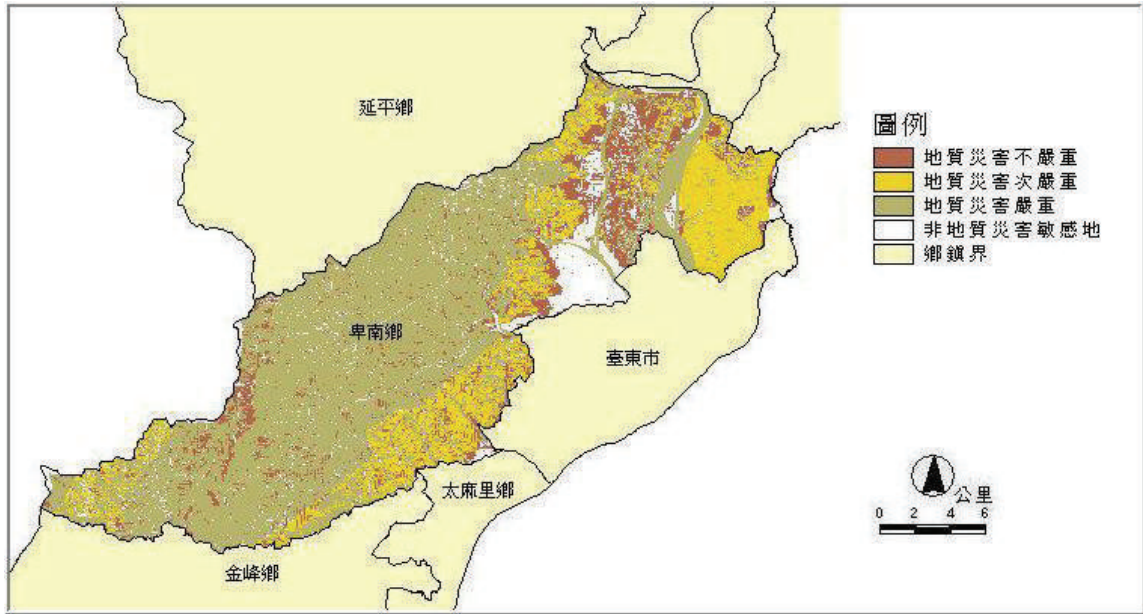 延平鄉
圖例
地質災害不嚴重
地質災害次嚴重
地質災害嚴重
非地質災害敏感地
鄉鎮界
卑南鄉
臺東市
太麻里鄉
公里
0 2 4 6
金峰鄉